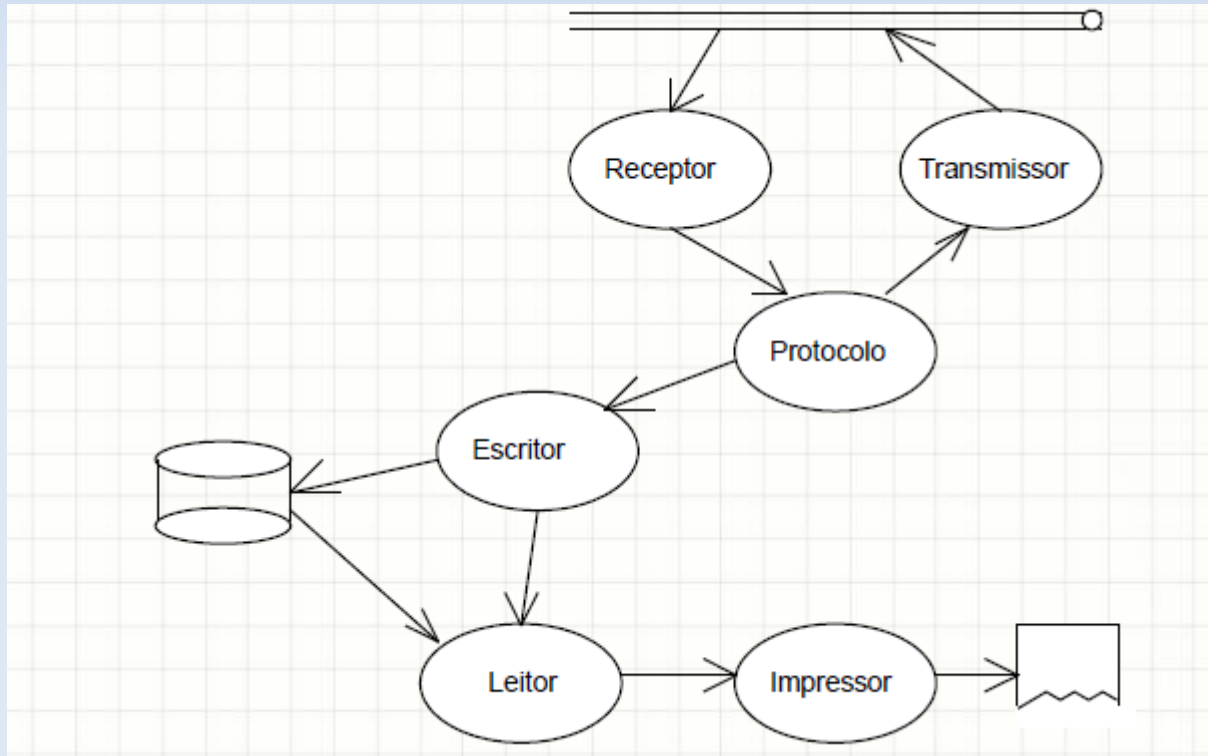 Receptor
Transmissor
Protocolo
Escritor
Leitor
Impressor